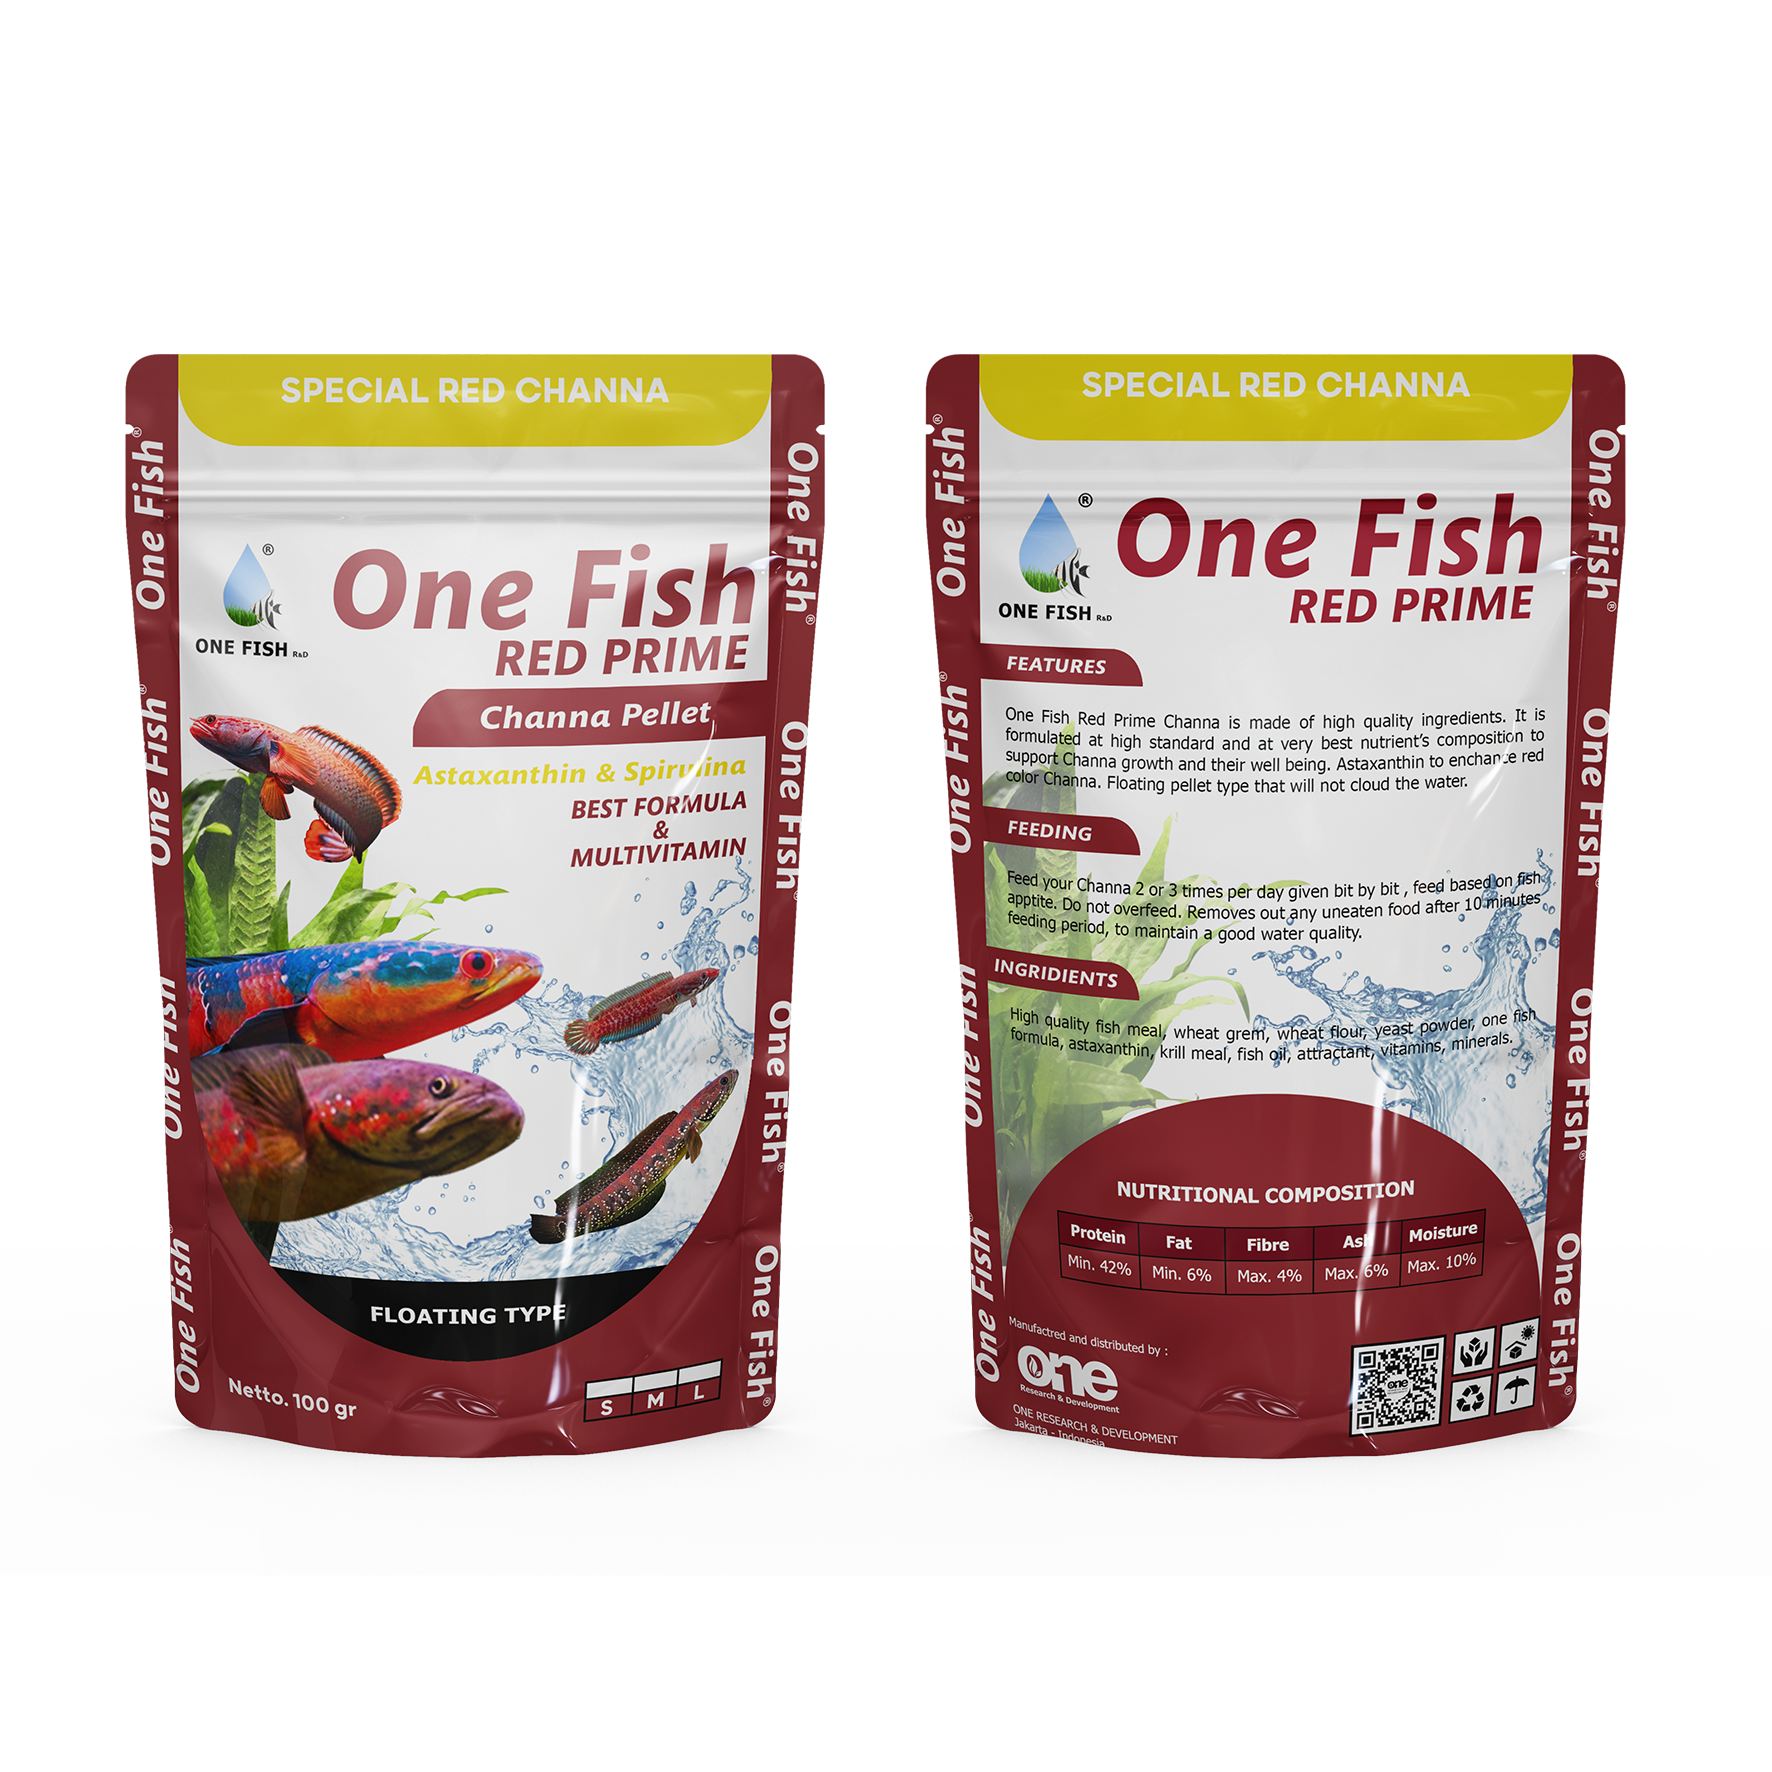 SPECIAL RED CHANNA
®
ONE FISH R&D
One Fish
RED PRIME
Channa Pellet
Astaxanthin & Spirulina
BEST FORMULA
&
MULTIVITAMIN
FLOATING TYPE
Netto. 100 gr
S M L
One Fish®
One Fish®
One Fish
One Fish®
One Fish®
One Fish
One Fish®
One Fish®
SPECIAL RED CHANNA
®
ONE FISH R&D
One Fish
RED PRIME
FEATURES
One Fish Red Prime Channa is made of high quality ingredients. It is
formulated at high standard and at very best nutrient's composition to
support Channa growth and their well being. Astaxanthin to enchance red
color Channa. Floating pellet type that will not cloud the water.
FEEDING
Feed your Channa 2 or 3 times per day given bit by bit , feed based on fish
apptite. Do not overfeed. Removes out any uneaten food after 10 minutes
feeding period, to maintain a good water quality.
INGRIDIENTS
High quality fish meal, wheat grem, wheat flour, yeast powder, one fish
formula, astaxanthin, krill meal, fish oil, attractant, vitamins, minerals.
NUTRITIONAL COMPOSITION
Protein Fat Fibre Ash Moisture
Min. 42% Min. 6% Max. 4% Max. 6% Max. 10%
Manufactred and distributed by :
one
Research & Development
ONE RESEARCH & DEVELOPMENT
Jakarta - Indonesia
one
One Fish®
One Fish®
One Fish
One Fish
One Fish®
One Fish
One Fish®
One Fish®